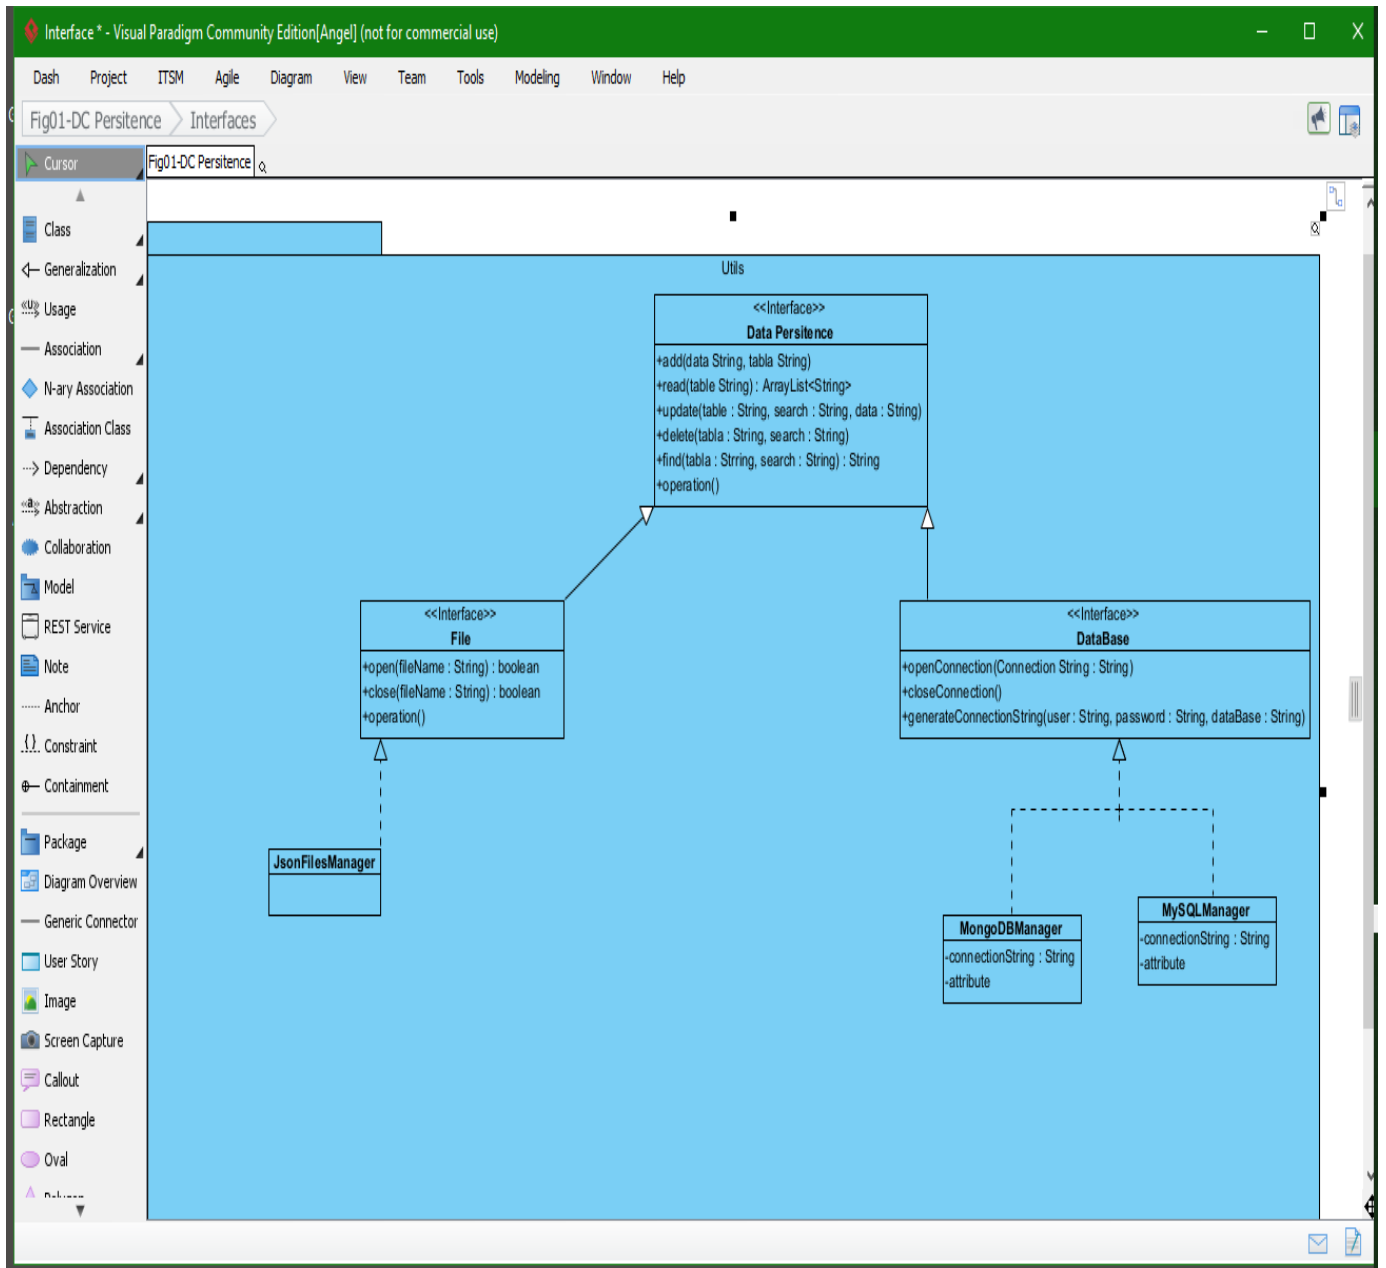 Interface * - Visual Paradigm Community Edition[Angel] (not for commercial use)
Dash Project ITSM Agile Diagram View Team Tools Modeling Window Help
Fig01-DC Persitence Interfaces
Cursor
Fig01-DC Persitence
Class
Generalization
Usage
Association
N-ary Association
Association Class
Dependency
Abstraction
Collaboration
Model
REST Service
Note
Anchor
Constraint
Containment
Package
Diagram Overview
Generic Connector
User Story
Image
Screen Capture
Callout
Rectangle
Oval
Utils
<<Interface>>
Data Persitence
+add(data String, tabla String)
+read(table String) : ArrayList<String>
+update(table : String, search : String, data : String)
+delete(tabla : String, search : String)
+find(tabla : Strring, search : String) : String
+operation()
<<Interface>>
File
+open(fileName : String) : boolean
+close(fileName : String) : boolean
+operation()
<<Interface>>
DataBase
+openConnection(Connection String : String)
+closeConnection()
+generateConnectionString(user : String, password : String, dataBase : String)
JsonFilesManager
MongoDBManager
-connectionString : String
-attribute
MySQLManager
-connectionString : String
-attribute